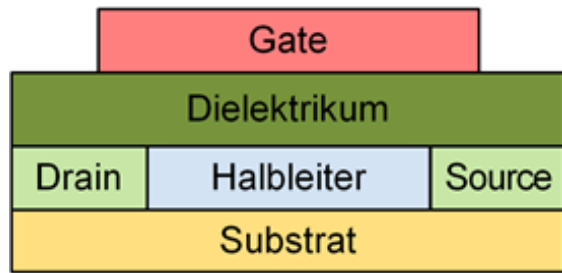 Gate
Dielektrikum
Drain Halbleiter Source
Substrat